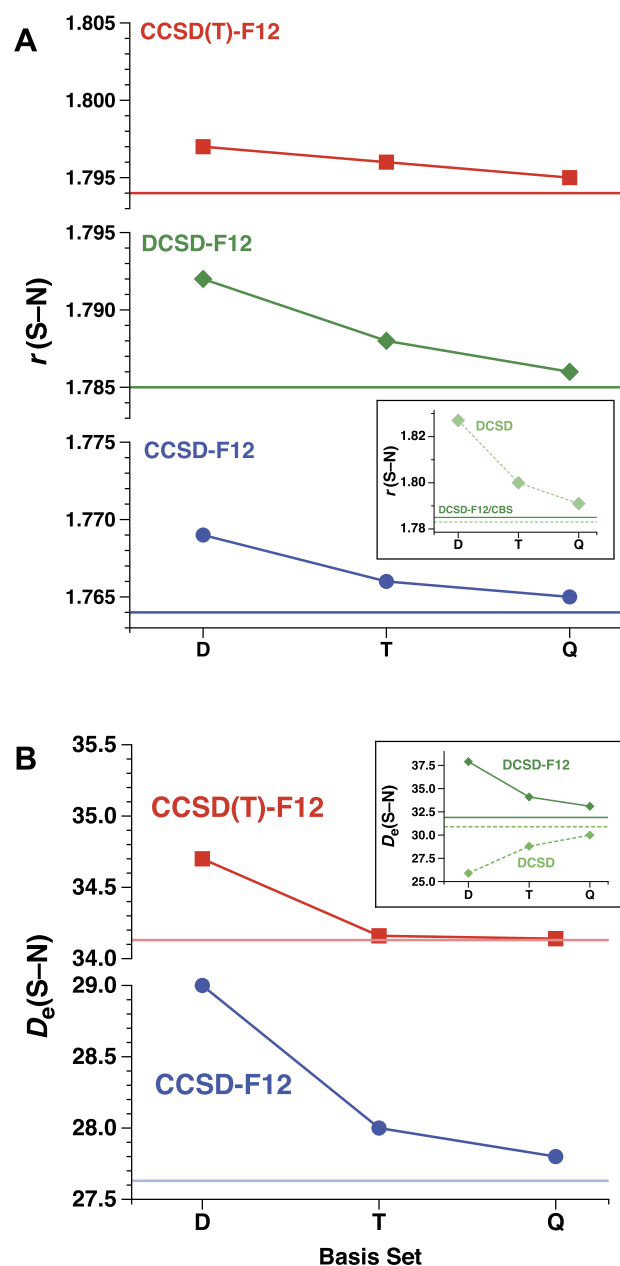 A
CCSD(T)-F12
1.805
1.800
1.795
DCSD-F12
1.795
1.790
1.785
r (S–N)
CCSD-F12
1.775
1.770
1.765
D T Q
DCSD
1.82
1.80
1.78
r (S–N)
DCSD-F12/CBS
D T Q
B
35.5
35.0
34.5
34.0
CCSD(T)-F12
DCSD-F12
37.5
35.0
32.5
30.0
27.5
25.0
De(S–N)
DCSD
D T Q
De(S–N)
29.0
28.5
28.0
27.5
CCSD-F12
D T Q
Basis Set